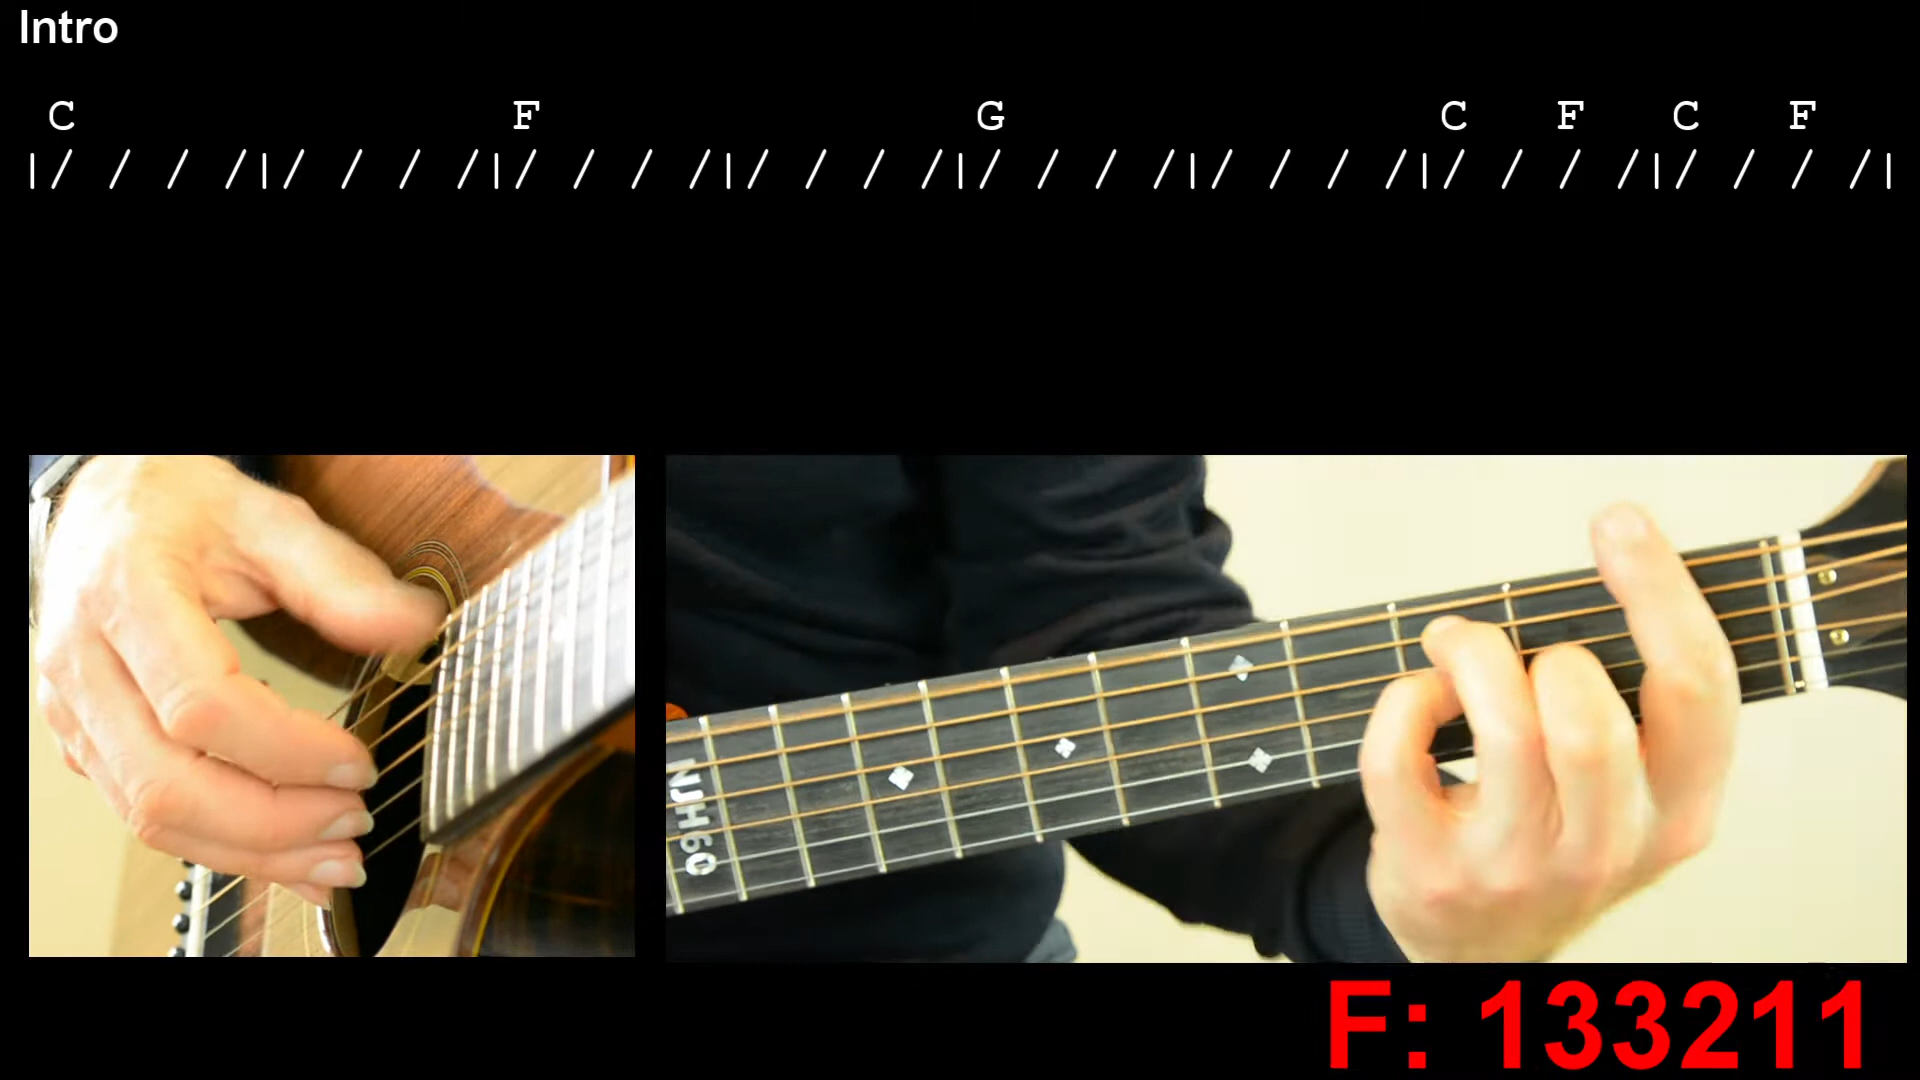 Intro
C F G C F C F
|/ / / /|/ / / /|/ / / /|/ / / /|/ / / /|/ / / /|/ / / /|/ / / /|
NJH60
F: 133211